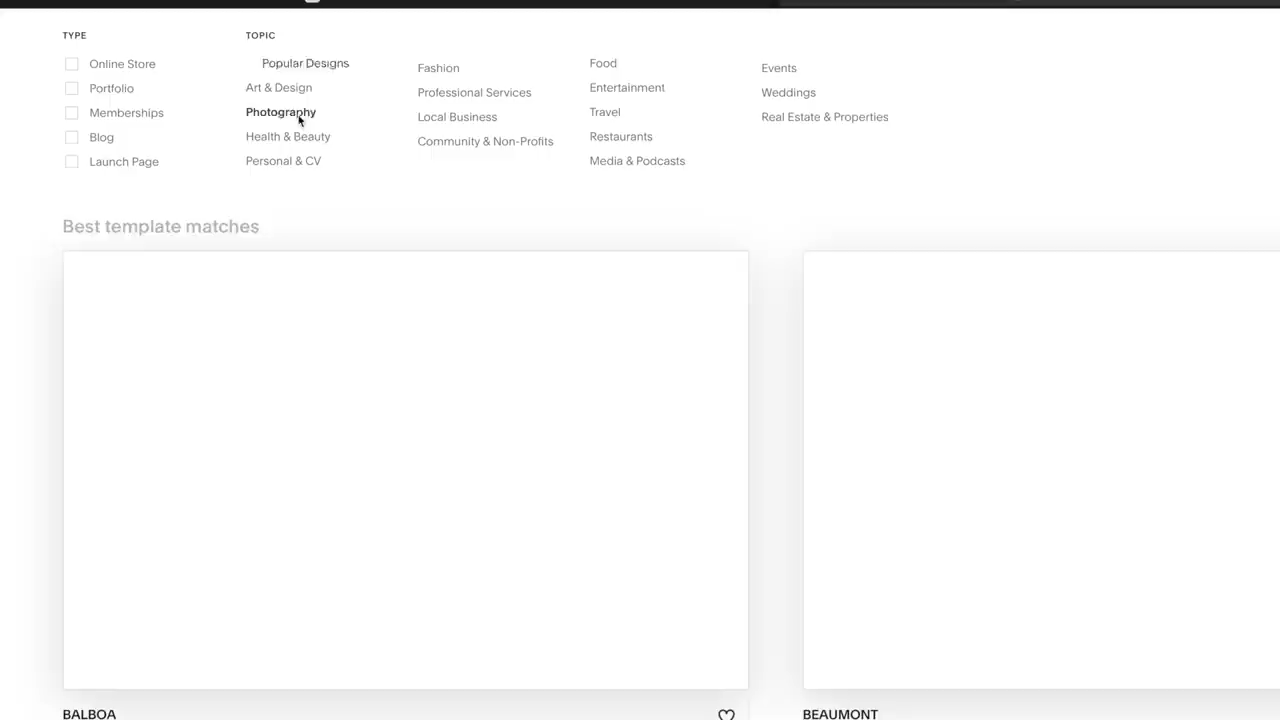 TYPE
Online Store
Portfolio
Memberships
Blog
Launch Page
TOPIC
Popular Designs
Art & Design
Photography
Health & Beauty
Personal & CV
Fashion
Professional Services
Local Business
Community & Non-Profits
Food
Entertainment
Travel
Restaurants
Media & Podcasts
Events
Weddings
Real Estate & Properties
Best template matches
BALBOA
BEAUMONT